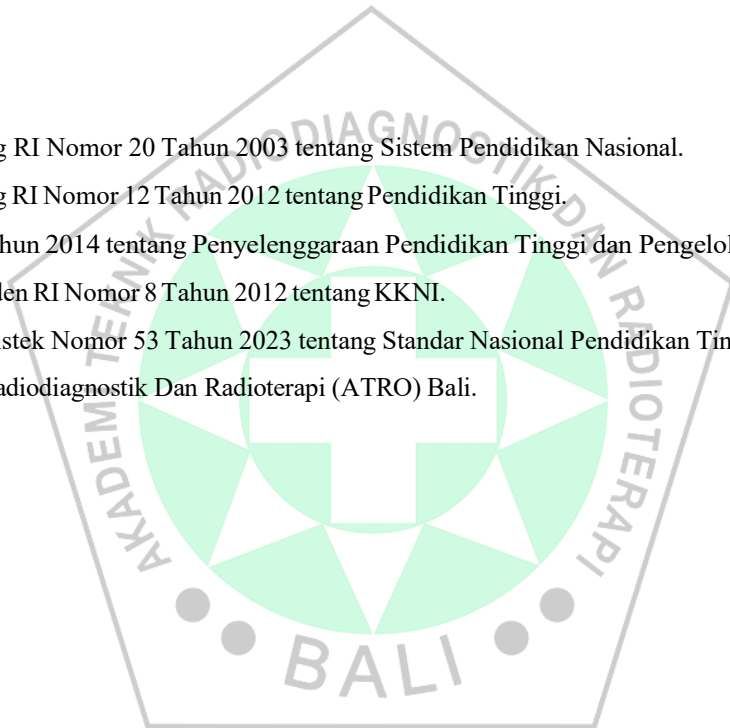 g RI Nomor 20 Tahun 2003 tentang Sistem Pendidikan Nasional.
g RI Nomor 12 Tahun 2012 tentang Pendidikan Tinggi.
hun 2014 tentang Penyelenggaraan Pendidikan Tinggi dan Pengelol
den RI Nomor 8 Tahun 2012 tentang KKNI.
istek Nomor 53 Tahun 2023 tentang Standar Nasional Pendidikan Tin
adiodiagnostik Dan Radioterapi (ATRO) Bali.
AKADEMI TEKNIK RADIODIAGNOSTIK DAN RADIOTERAPI
BALI